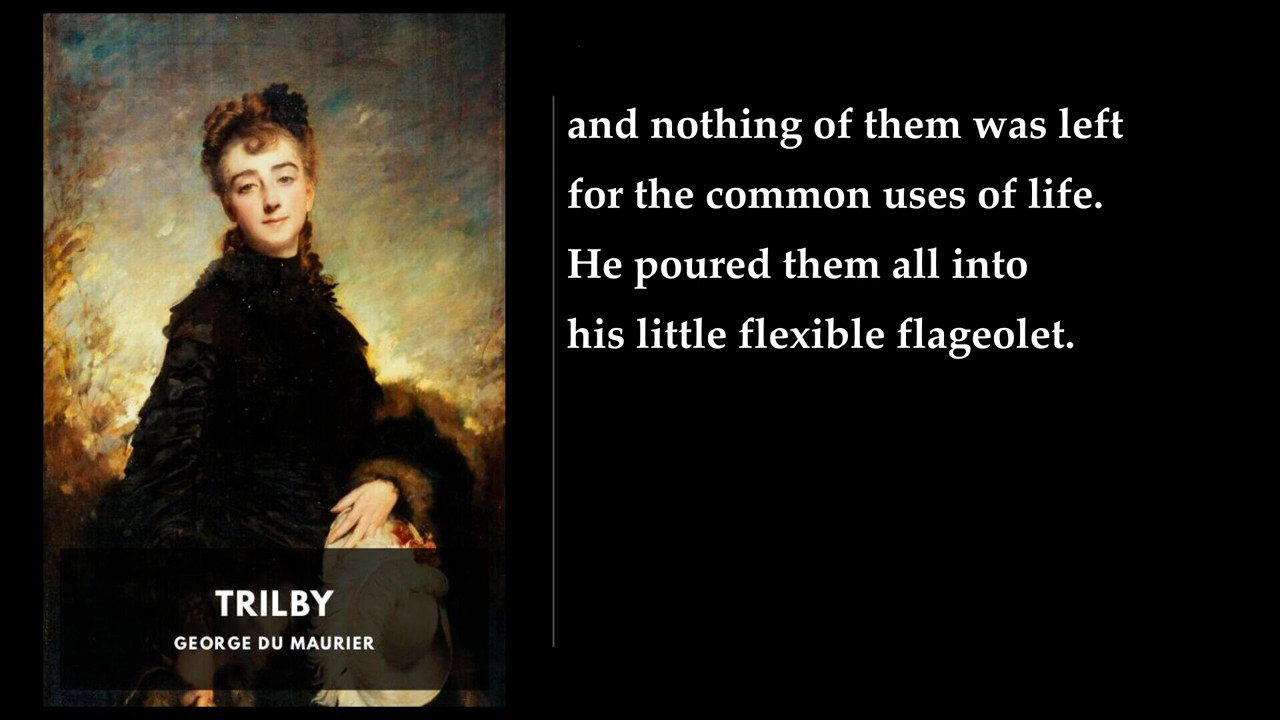 and nothing of them was left
for the common uses of life.
He poured them all into
his little flexible flageolet.
TRILBY
GEORGE DU MAURIER